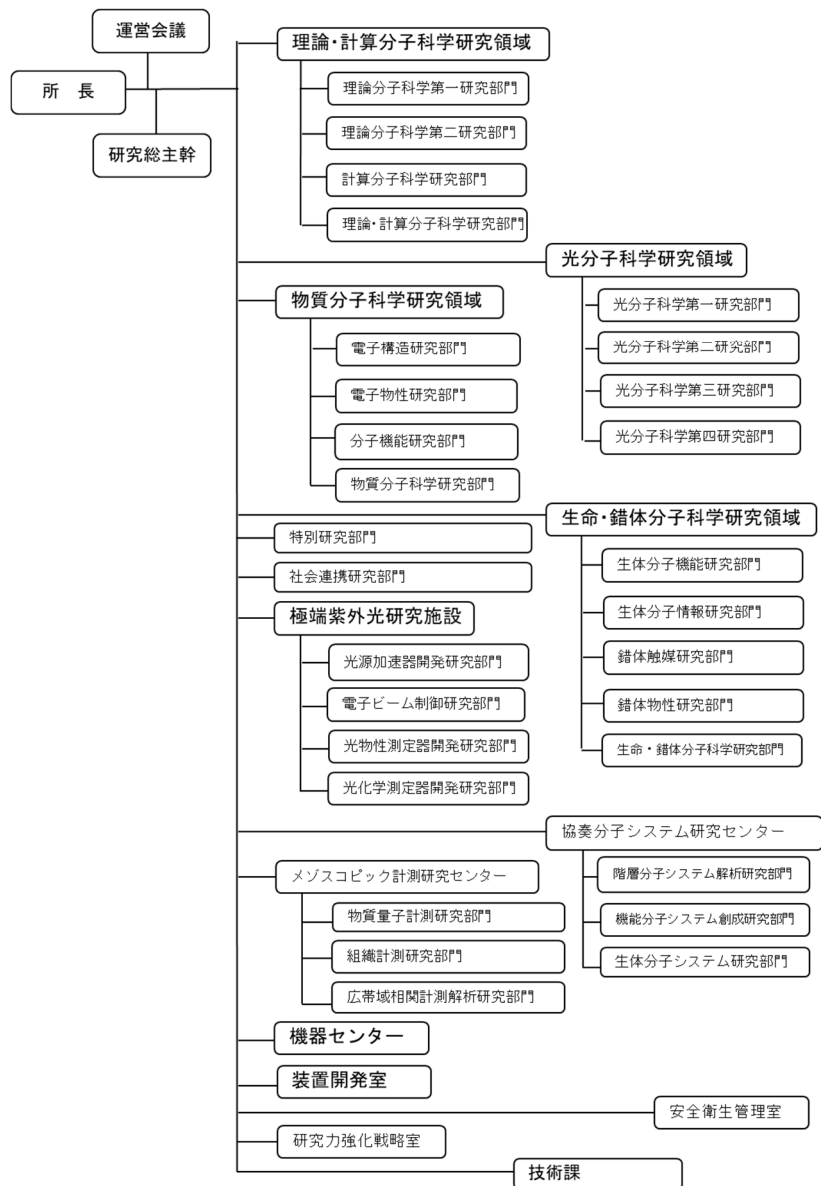 運営会議
所　長
研究総主幹
理論・計算分子科学研究領域
理論分子科学第一研究部門
理論分子科学第二研究部門
計算分子科学研究部門
理論・計算分子科学研究部門
光分子科学研究領域
光分子科学第一研究部門
光分子科学第二研究部門
光分子科学第三研究部門
光分子科学第四研究部門
物質分子科学研究領域
電子構造研究部門
電子物性研究部門
分子機能研究部門
物質分子科学研究部門
生命・錯体分子科学研究領域
生体分子機能研究部門
生体分子情報研究部門
錯体触媒研究部門
錯体物性研究部門
生命・錯体分子科学研究部門
特別研究部門
社会連携研究部門
極端紫外光研究施設
光源加速器開発研究部門
電子ビーム制御研究部門
光物性測定器開発研究部門
光化学測定器開発研究部門
協奏分子システム研究センター
階層分子システム解析研究部門
機能分子システム創成研究部門
生体分子システム研究部門
メゾスコピック計測研究センター
物質量子計測研究部門
組織計測研究部門
広帯域相関計測解析研究部門
機器センター
装置開発室
安全衛生管理室
研究力強化戦略室
技術課